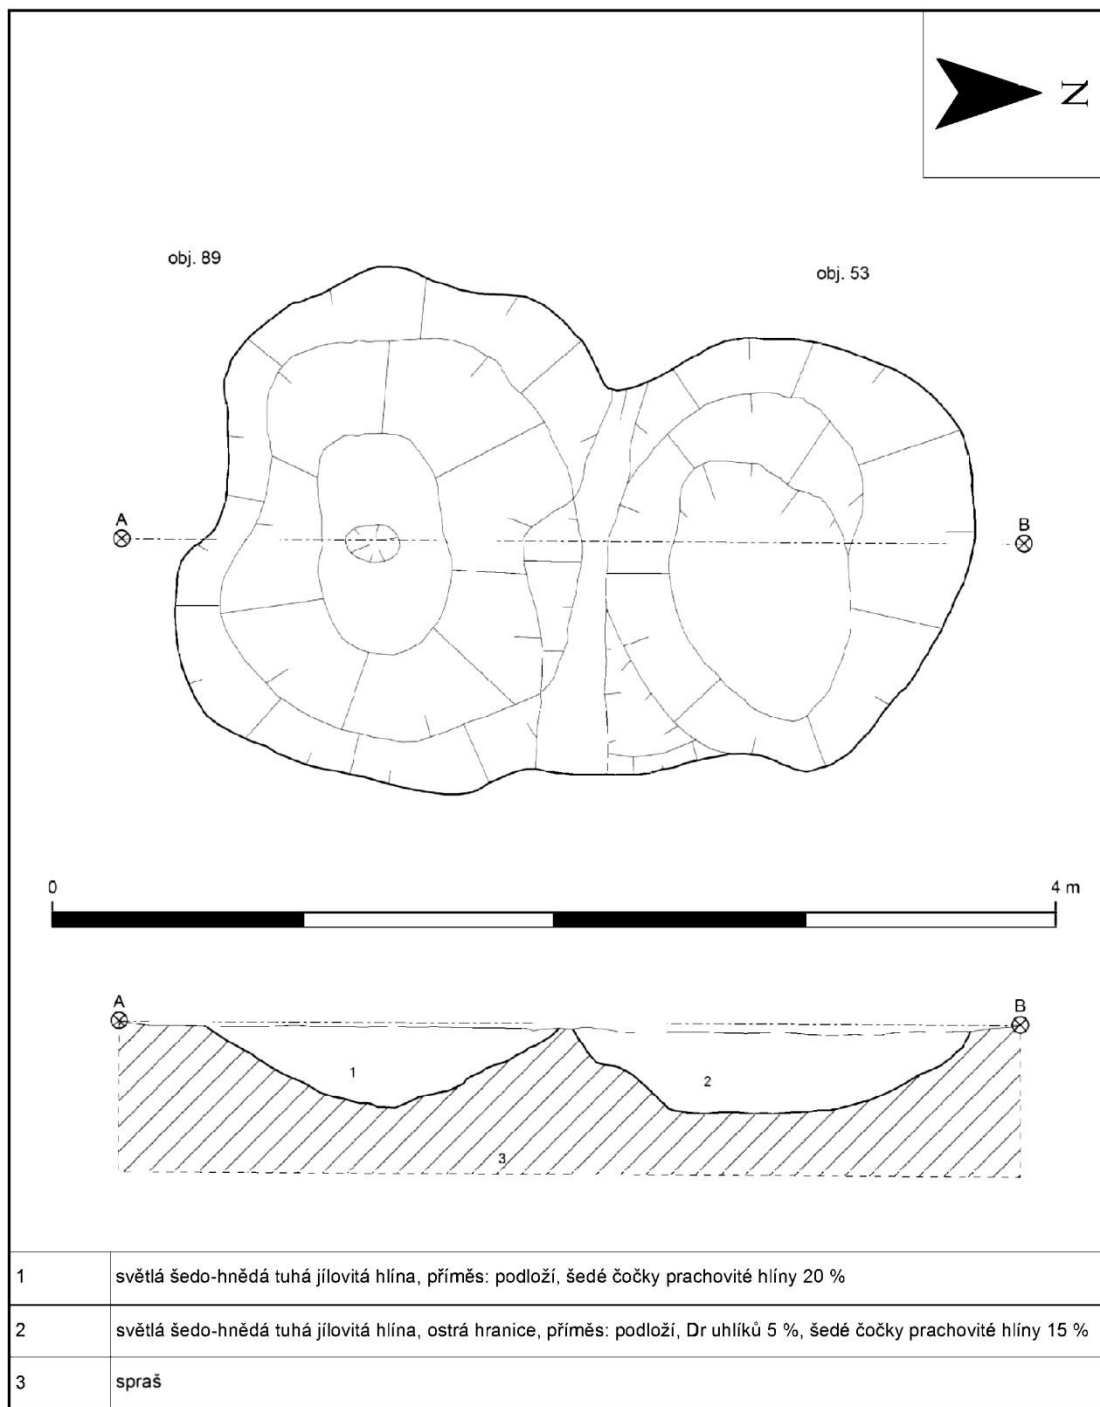 N
obj. 89
obj. 53
A
B
0
4 m
A
B
1
2
3
1 světlá šedo-hnědá tuhá jílovitá hlína, příměs: podloží, šedé čočky prachovité hlíny 20 %
2 světlá šedo-hnědá tuhá jílovitá hlína, ostrá hranice, příměs: podloží, Dr uhlíků 5 %, šedé čočky prachovité hlíny 15 %
3 spraš